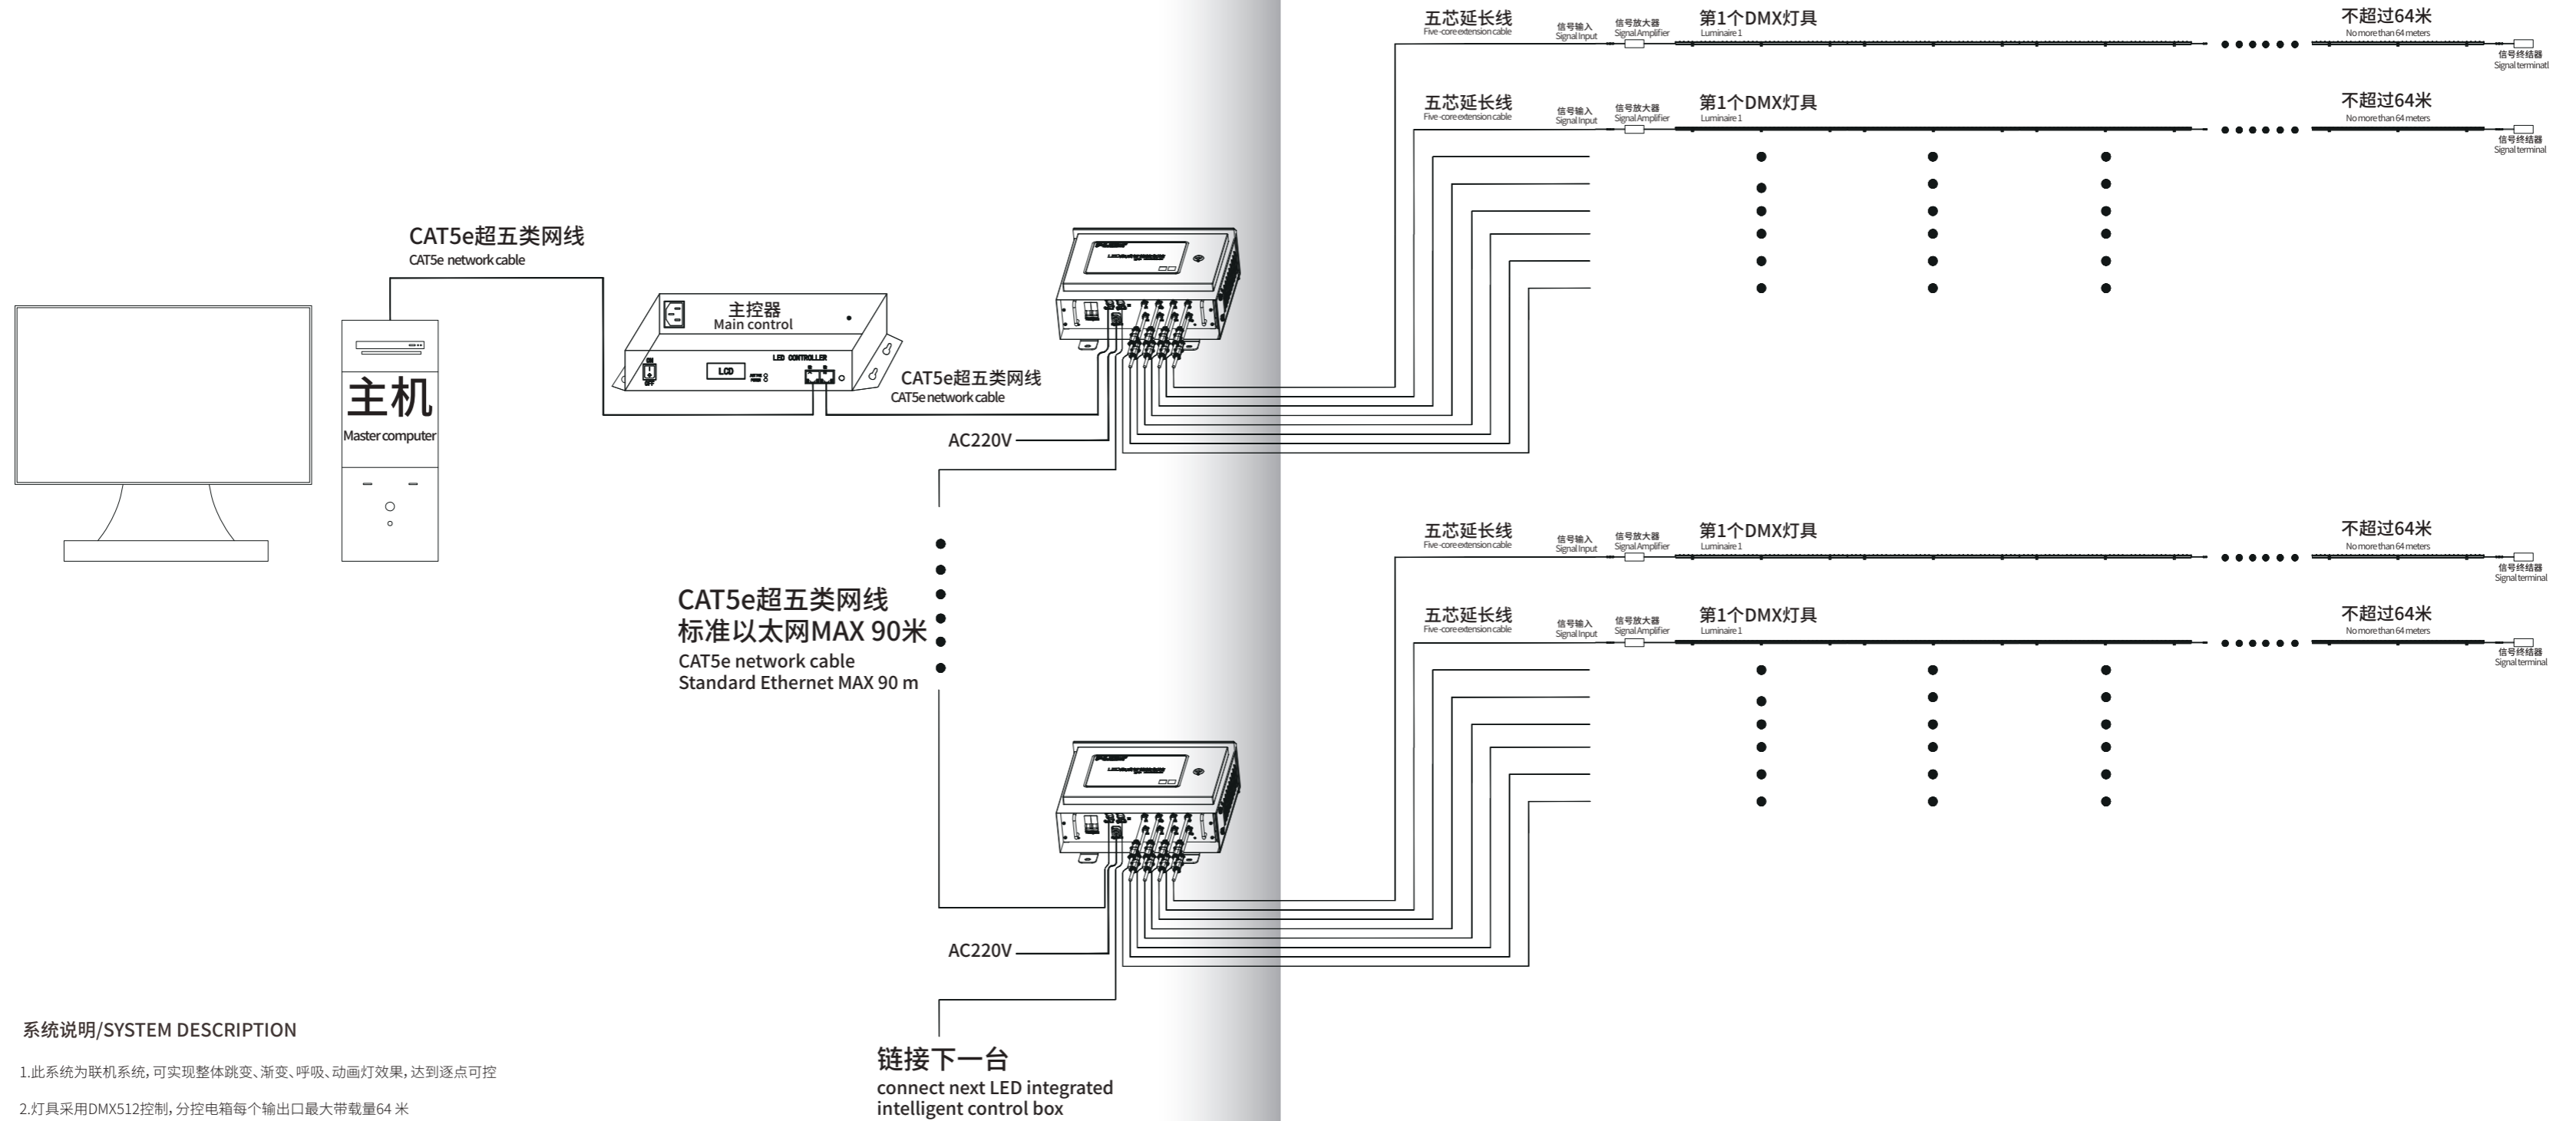 五芯延长线
Five-core extension cable
信号输入
Signal Input
信号放大器
Signal Amplifier
第1个DMX灯具
Luminaire 1
不超过64米
No more than 64 meters
信号终结器
Signal terminatl
五芯延长线
Five-core extension cable
信号输入
Signal Input
信号放大器
Signal Amplifier
第1个DMX灯具
Luminaire 1
不超过64米
No more than 64 meters
信号终结器
Signal terminal
CAT5e超五类网线
CAT5e network cable
主控器
Main control
LED CONTROLLER
ON
LCD
OFF
主机
Master computer
CAT5e超五类网线
CAT5e network cable
AC220V
CAT5e超五类网线
标准以太网MAX 90米
CAT5e network cable
Standard Ethernet MAX 90 m
五芯延长线
Five-core extension cable
信号输入
Signal Input
信号放大器
Signal Amplifier
第1个DMX灯具
Luminaire 1
不超过64米
No more than 64 meters
信号终结器
Signal terminal
五芯延长线
Five-core extension cable
信号输入
Signal Input
信号放大器
Signal Amplifier
第1个DMX灯具
Luminaire 1
不超过64米
No more than 64 meters
信号终结器
Signal terminal
AC220V
链接下一台
connect next LED integrated
intelligent control box
系统说明/SYSTEM DESCRIPTION
1.此系统为联机系统,可实现整体跳变、渐变、呼吸、动画灯效果,达到逐点可控
2.灯具采用DMX512控制,分控电箱每个输出口最大带载量64 米